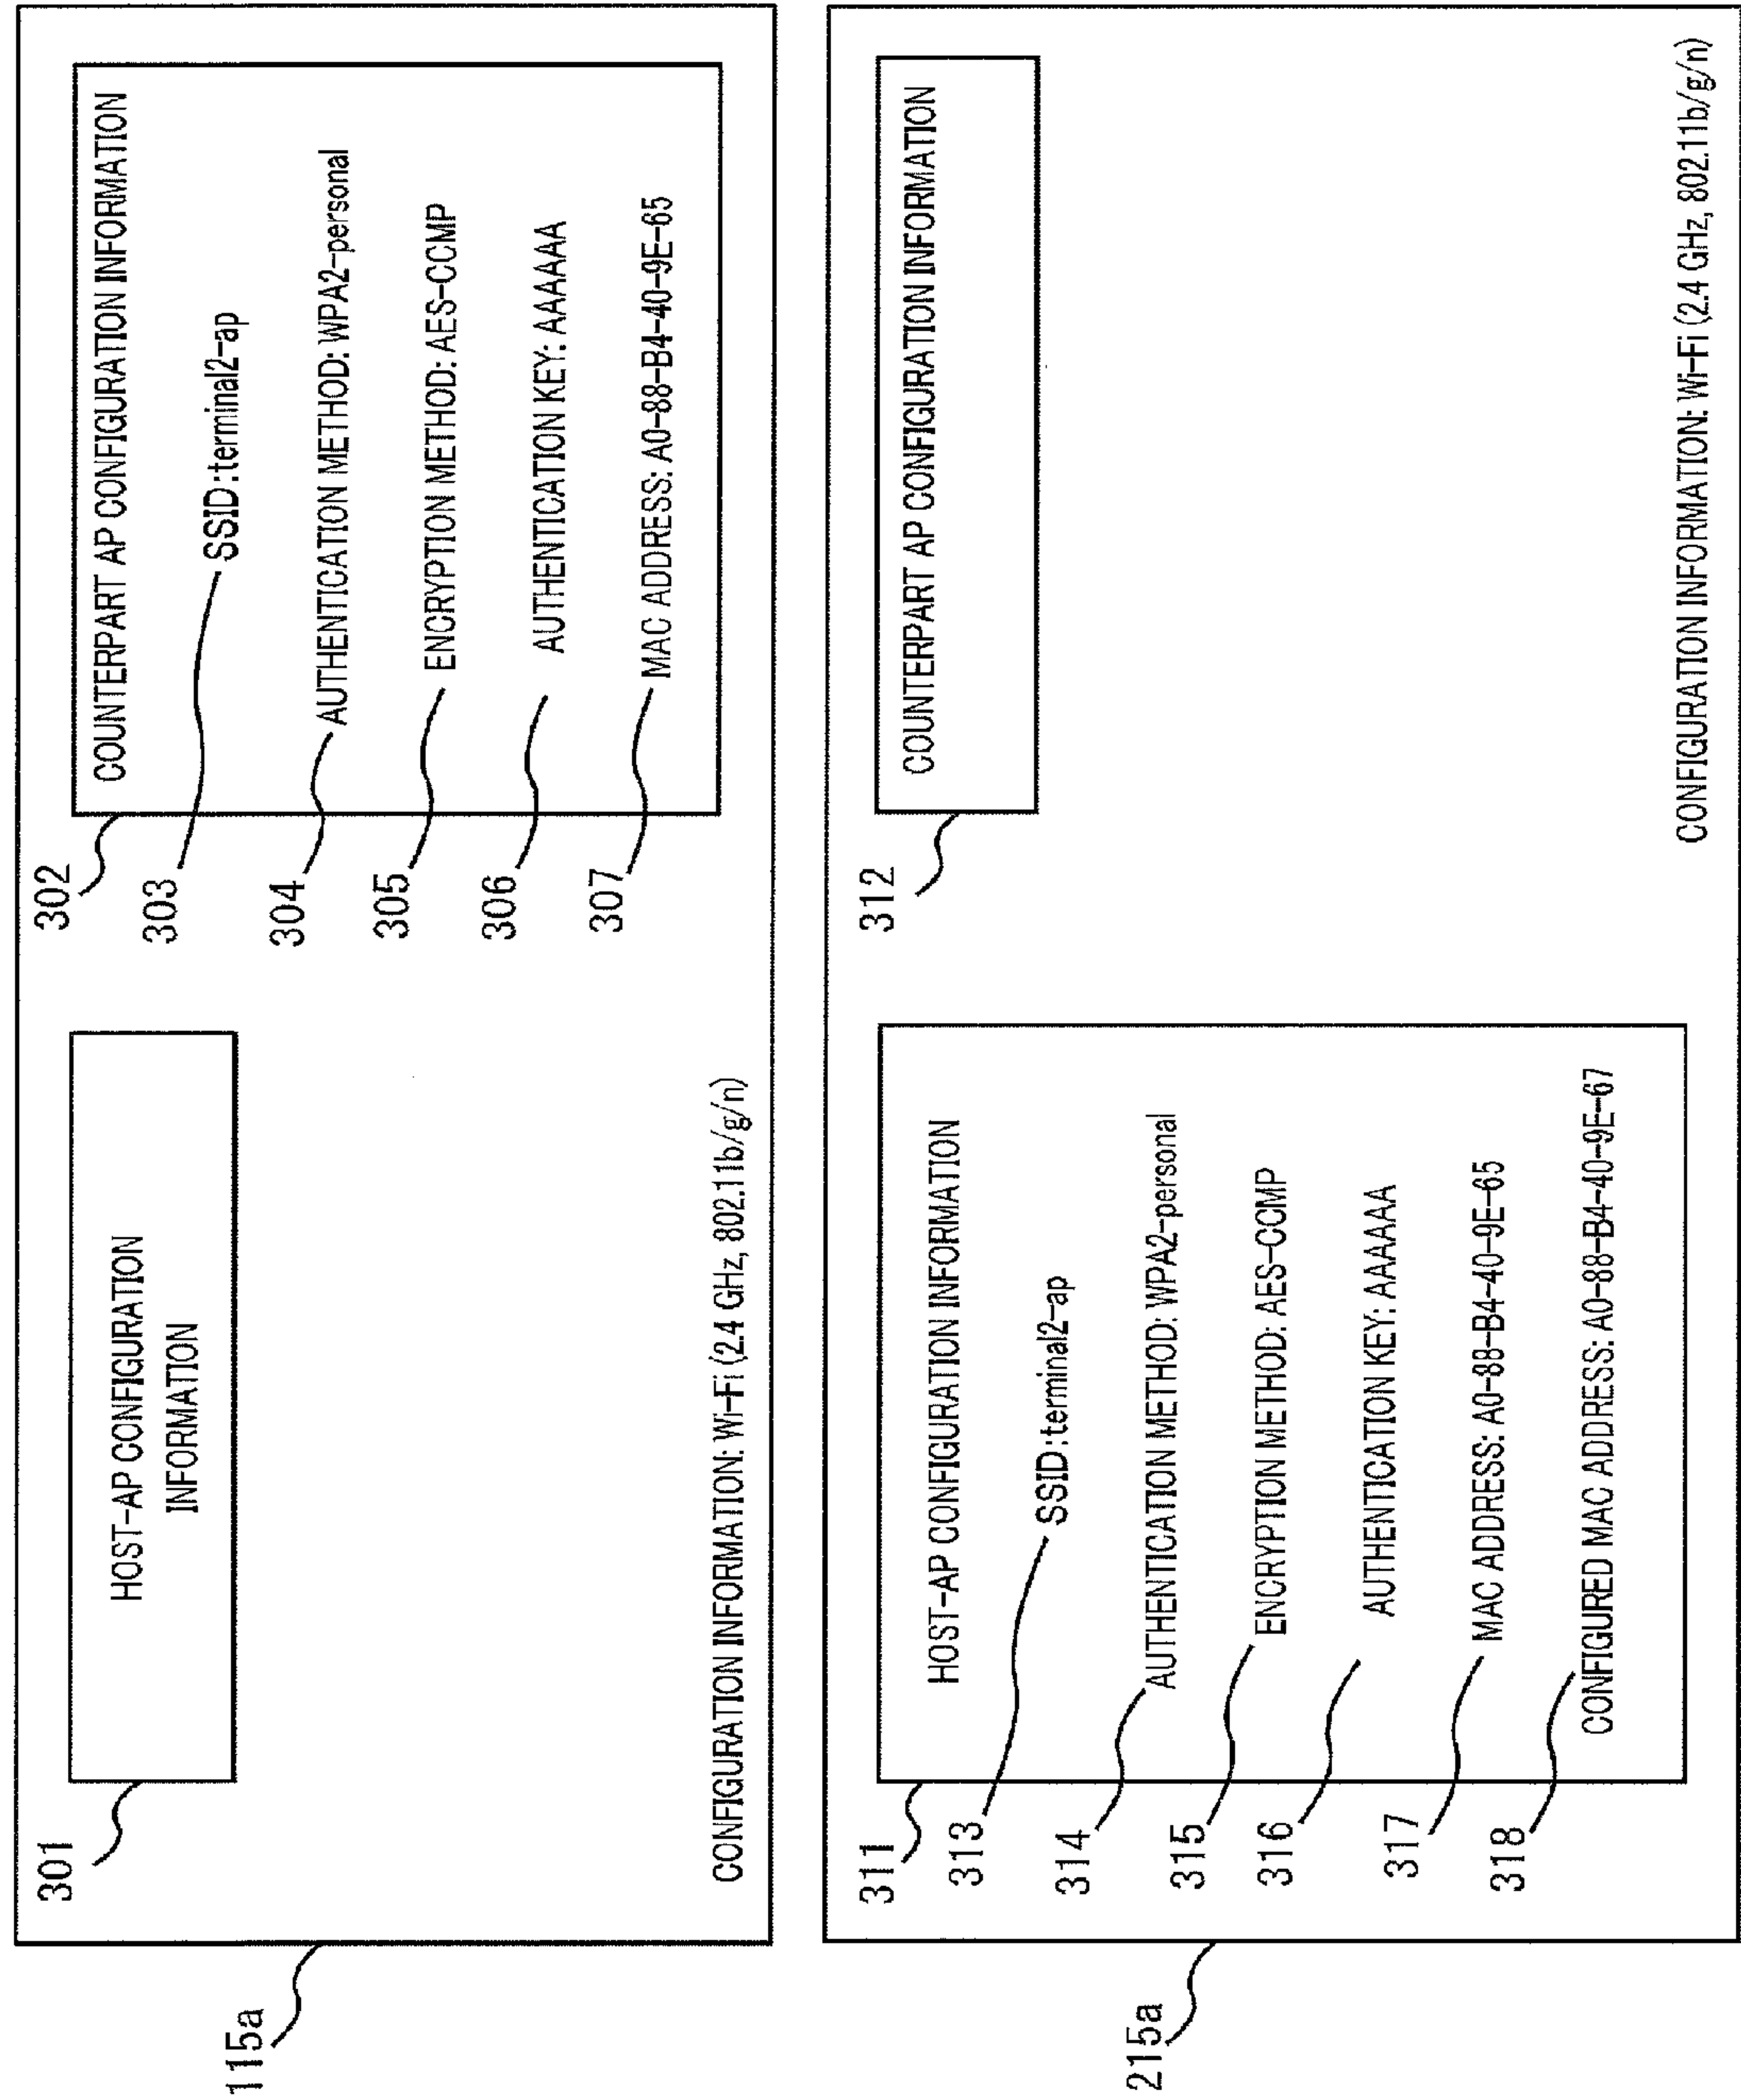 115a
301
HOST-AP CONFIGURATION
INFORMATION
CONFIGURATION INFORMATION: Wi-Fi (2.4 GHz, 802.11b/g/n)
302
COUNTERPART AP CONFIGURATION INFORMATION
303
SSID:terminal2-ap
304
AUTHENTICATION METHOD: WPA2-personal
305
ENCRYPTION METHOD: AES-CCMP
306
AUTHENTICATION KEY: AAAAAA
307
MAC ADDRESS: A0-88-B4-40-9E-65
215a
311
HOST-AP CONFIGURATION INFORMATION
313
SSID:terminal2-ap
314
AUTHENTICATION METHOD: WPA2-personal
315
ENCRYPTION METHOD: AES-CCMP
316
AUTHENTICATION KEY: AAAAAA
317
MAC ADDRESS: A0-88-B4-40-9E-65
318
CONFIGURED MAC ADDRESS: A0-88-B4-40-9E-67
312
COUNTERPART AP CONFIGURATION INFORMATION
CONFIGURATION INFORMATION: Wi-Fi (2.4 GHz, 802.11b/g/n)